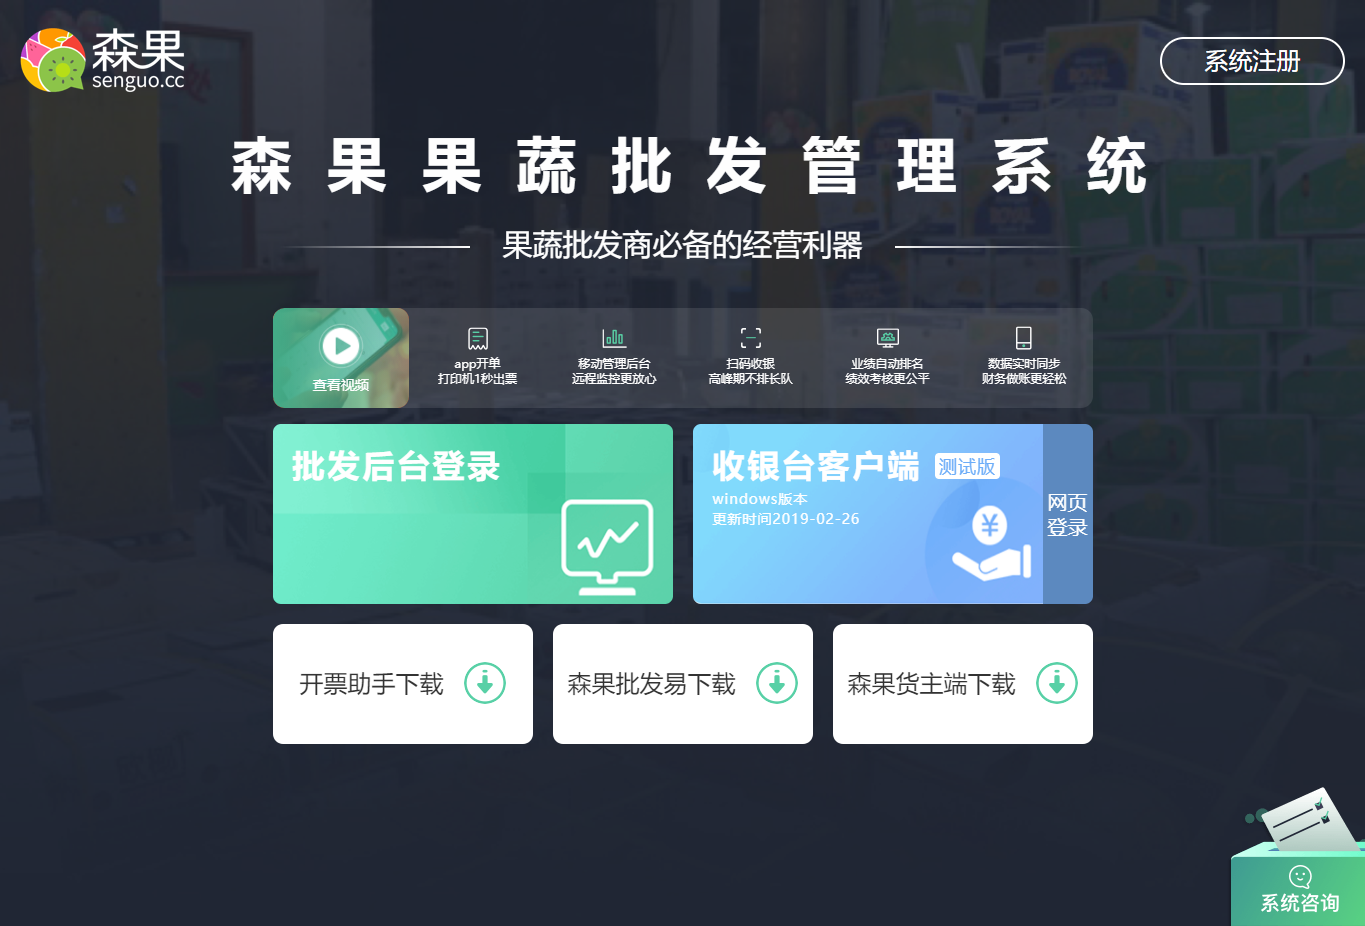 森果
senguo.cc
系统注册
森果果蔬批发管理系统
果蔬批发商必备的经营利器
查看视频
app开单
打印机1秒出票
移动管理后台
远程监控更放心
扫码收银
高峰期不排长队
业绩自动排名
绩效考核更公平
数据实时同步
财务做账更轻松
批发后台登录
收银台客户端 测试版
windows版本
更新时间2019-02-26
网页
登录
开票助手下载
森果批发易下载
森果货主端下载
系统咨询